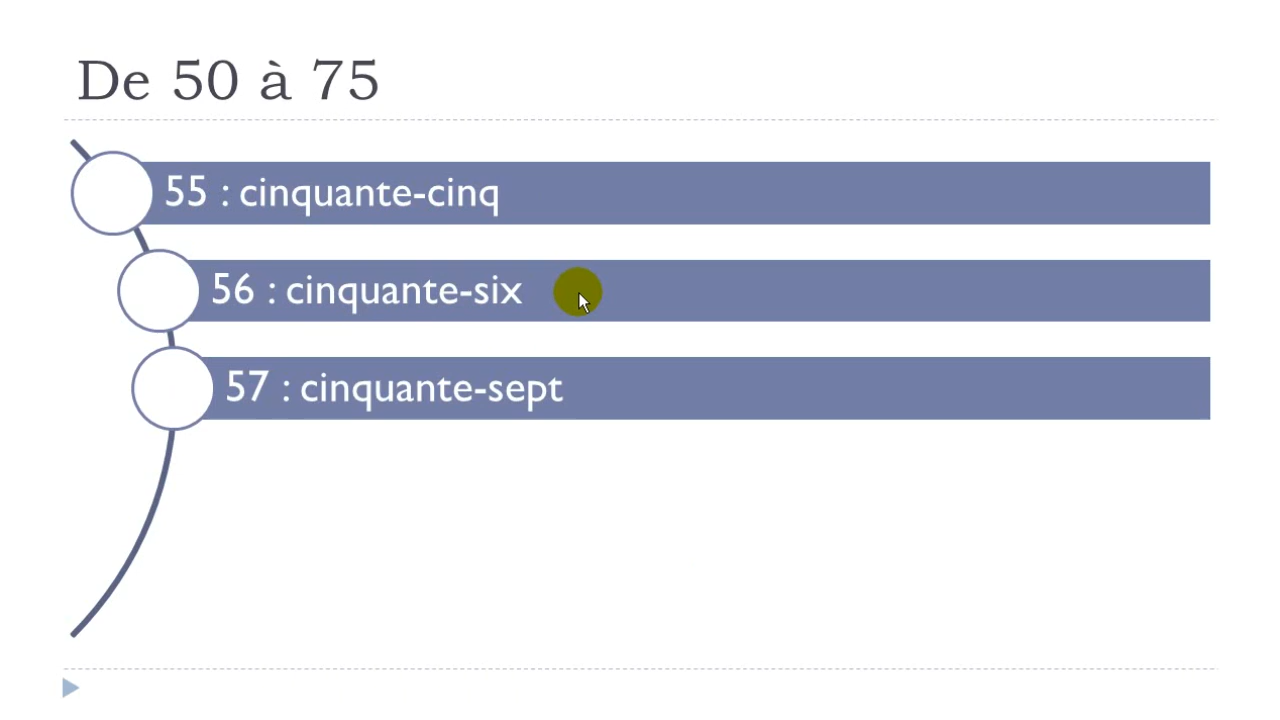 De 50 à 75
55 : cinquante-cinq
56 : cinquante-six
57 : cinquante-sept